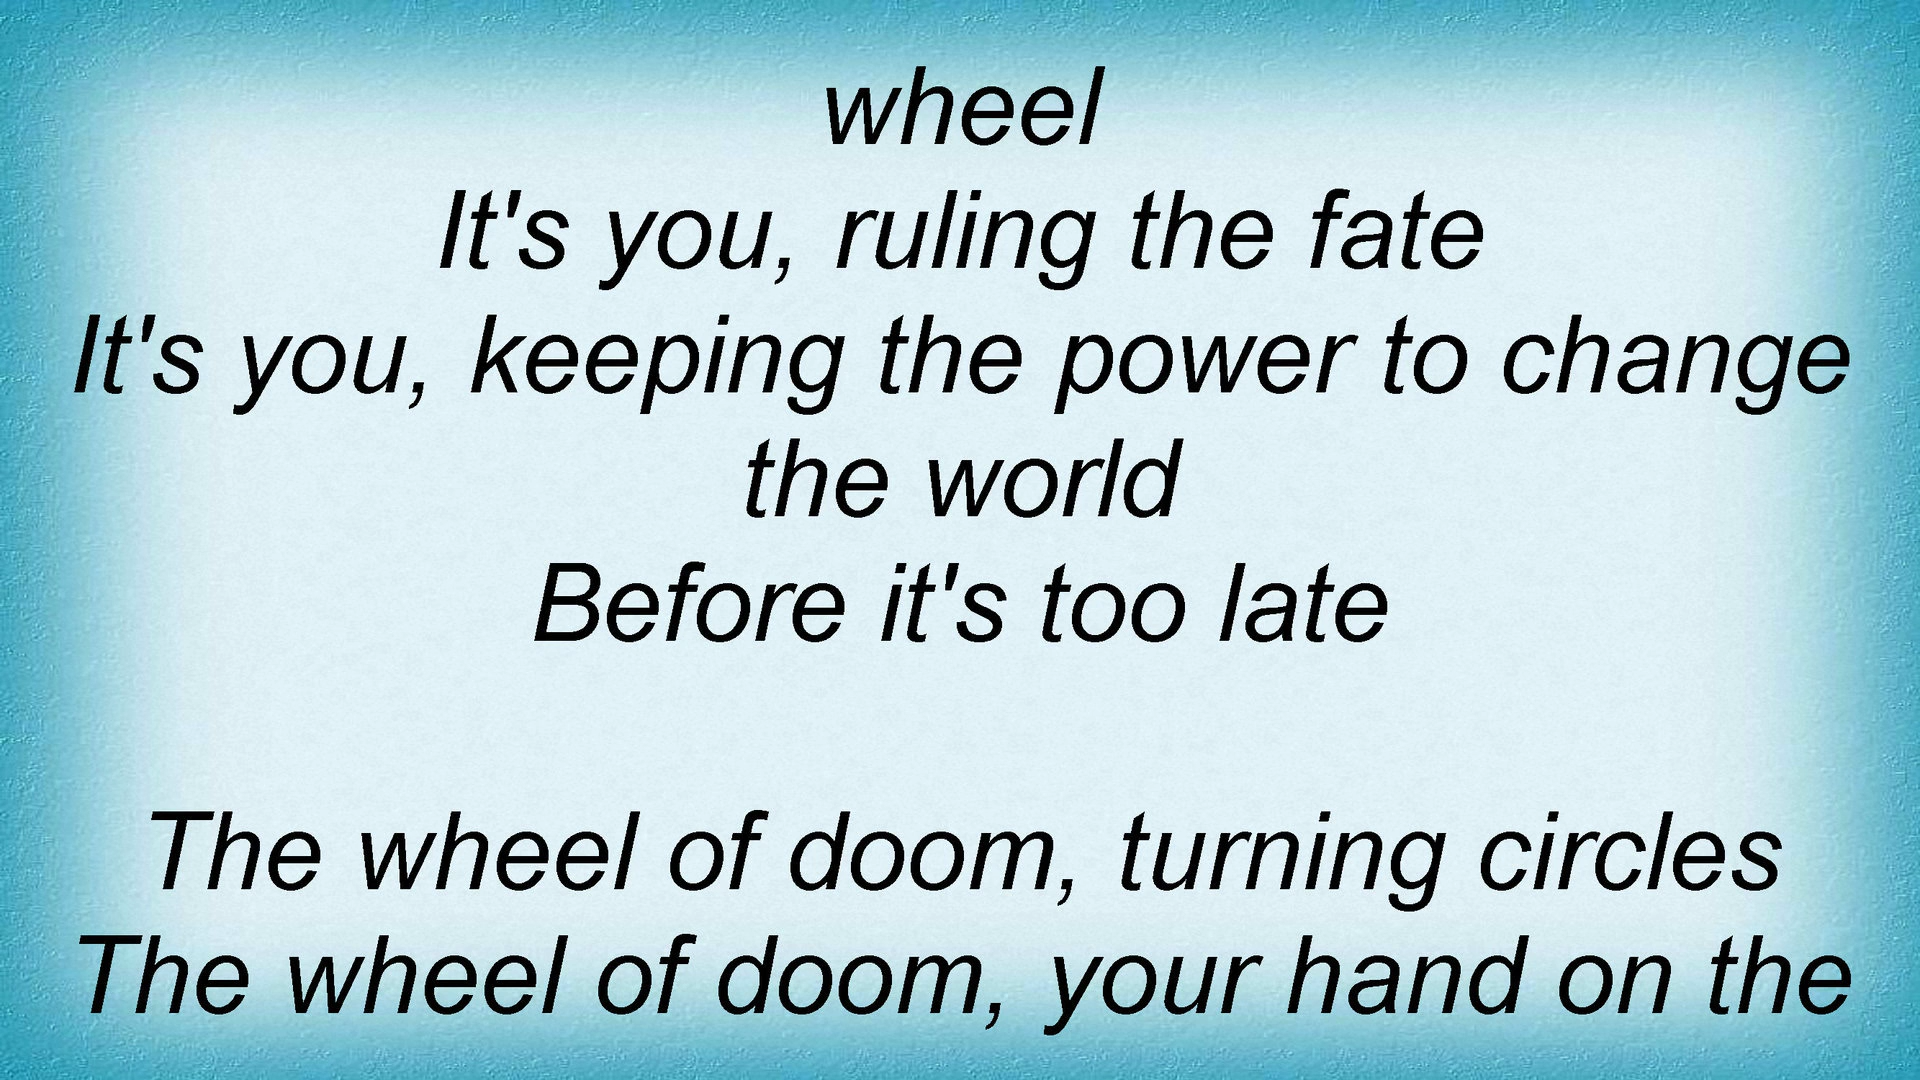 wheel
It's you, ruling the fate
It's you, keeping the power to change
the world
Before it's too late
The wheel of doom, turning circles
The wheel of doom, your hand on the